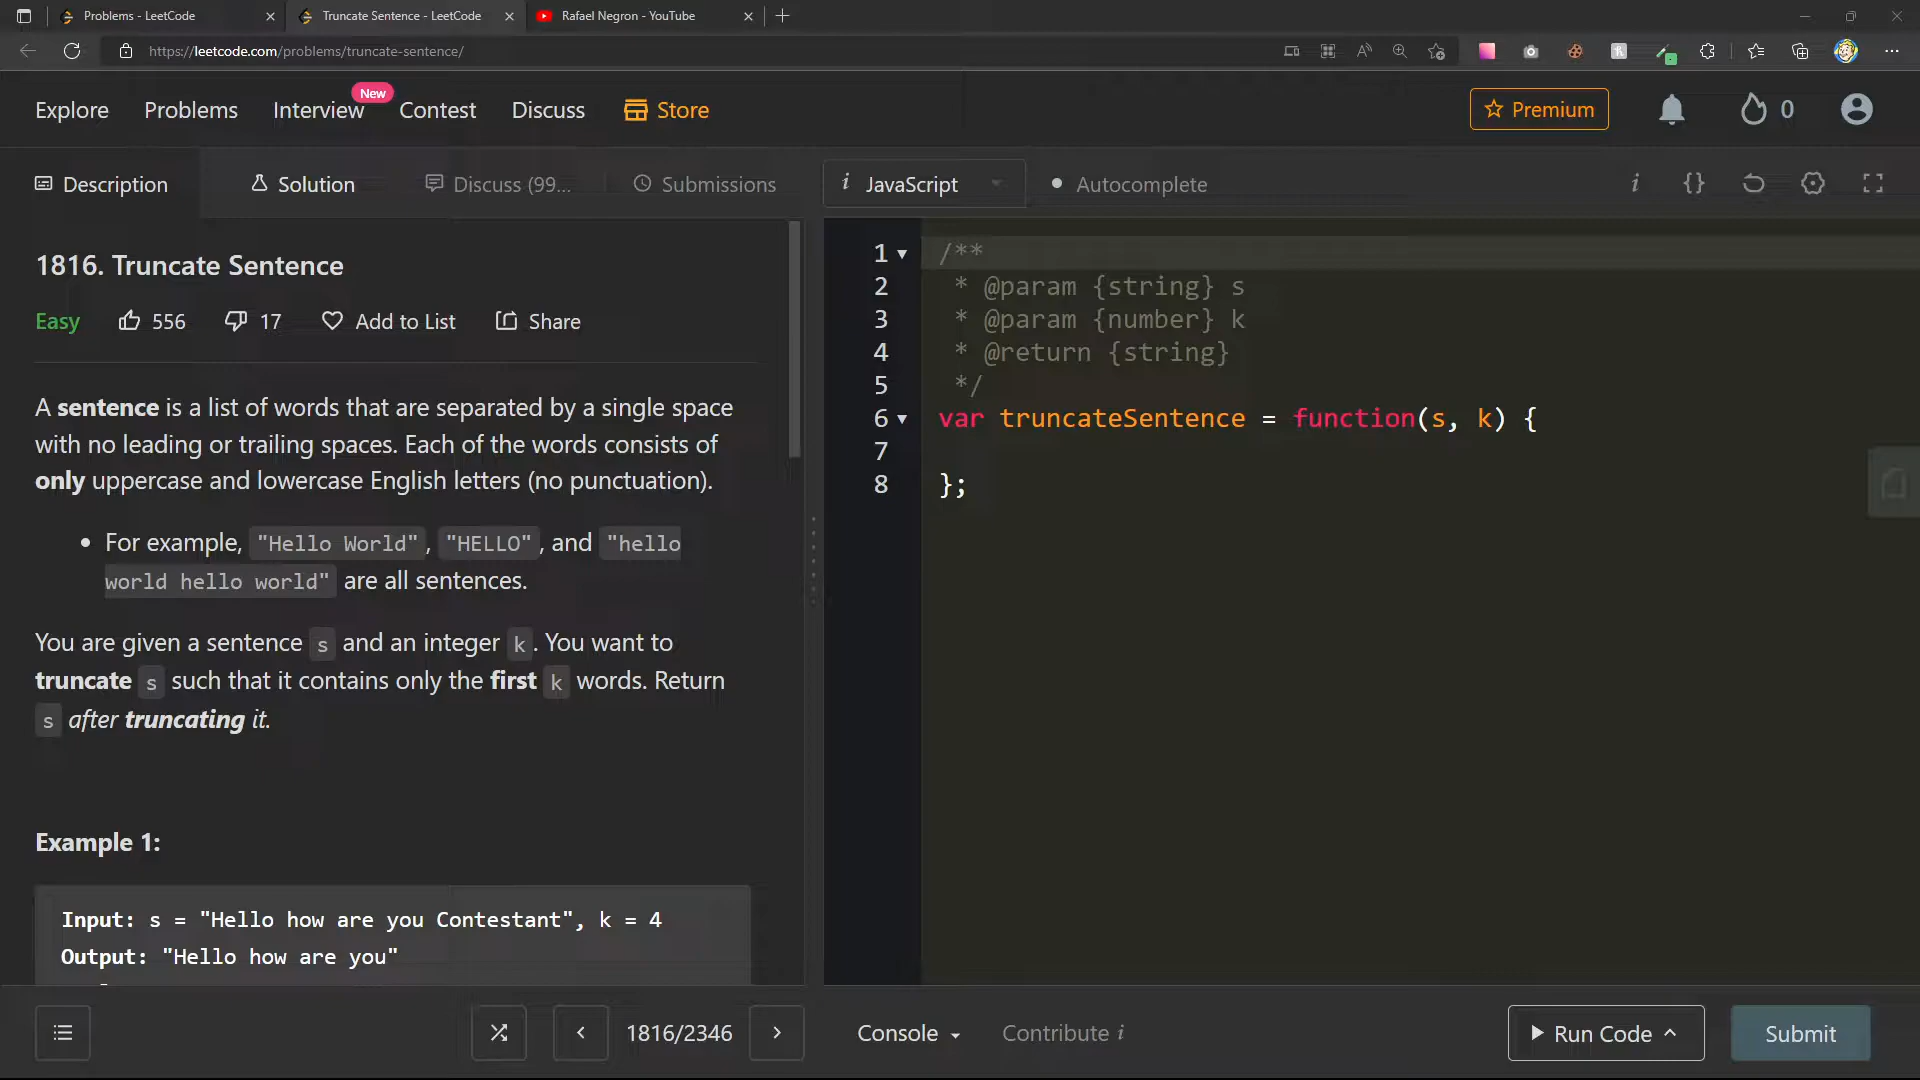 Problems - LeetCode
Truncate Sentence - LeetCode
Rafael Negron - YouTube
https://leetcode.com/problems/truncate-sentence/
Explore
Problems
Interview
New
Contest
Discuss
Store
Premium
0
Description
Solution
Discuss (99...
Submissions
i JavaScript
Autocomplete
i
{}
1816. Truncate Sentence
Easy
556
17
Add to List
Share
A sentence is a list of words that are separated by a single space
with no leading or trailing spaces. Each of the words consists of
only uppercase and lowercase English letters (no punctuation).
• For example, "Hello World", "HELLO", and "hello
world hello world" are all sentences.
You are given a sentence s and an integer k. You want to
truncate s such that it contains only the first k words. Return
s after truncating it.
Example 1:
Input: s = "Hello how are you Contestant", k = 4
Output: "Hello how are you"
1 /**
2 * @param {string} s
3 * @param {number} k
4 * @return {string}
5 */
6 var truncateSentence = function(s, k) {
7
8 };
1816/2346
Console
Contribute i
Run Code
Submit